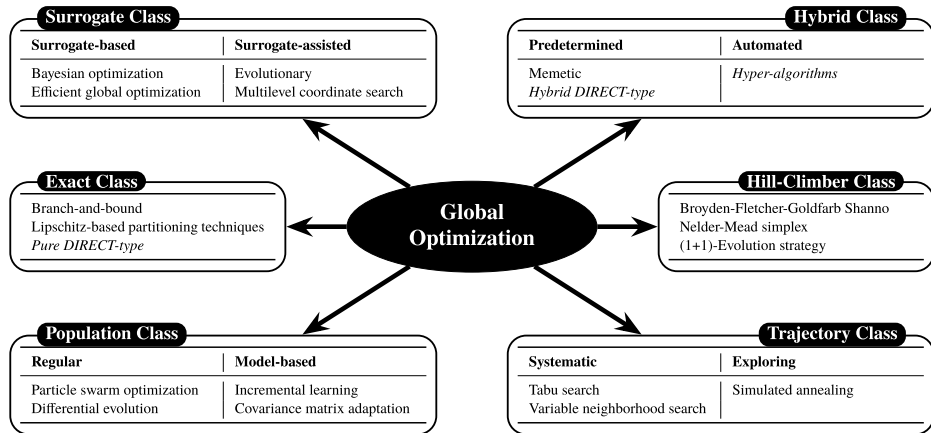 Surrogate Class
Surrogate-based Surrogate-assisted
Bayesian optimization Evolutionary
Efficient global optimization Multilevel coordinate search
Hybrid Class
Predetermined Automated
Memetic Hyper-algorithms
Hybrid DIRECT-type
Exact Class
Branch-and-bound
Lipschitz-based partitioning techniques
Pure DIRECT-type
Global
Optimization
Hill-Climber Class
Broyden-Fletcher-Goldfarb Shanno
Nelder-Mead simplex
(1+1)-Evolution strategy
Population Class
Regular Model-based
Particle swarm optimization Incremental learning
Differential evolution Covariance matrix adaptation
Trajectory Class
Systematic Exploring
Tabu search Simulated annealing
Variable neighborhood search